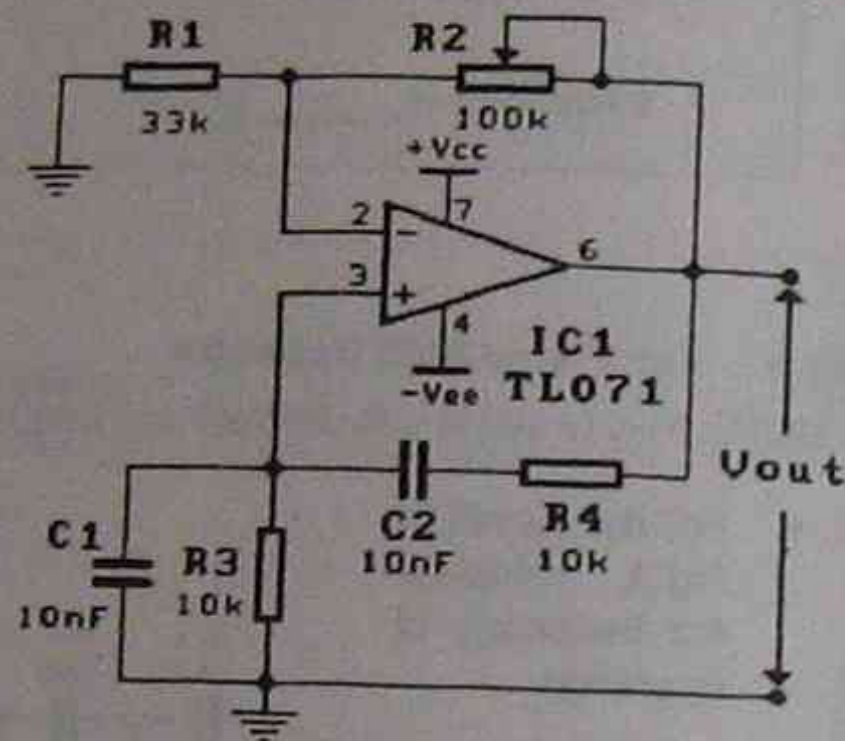 R1
R2
33k
100k
+Vcc
2
7
-
6
3
+
4
IC1
-Vee
TL071
Vout
C1
R3
C2
R4
10nF
10k
10nF
10k